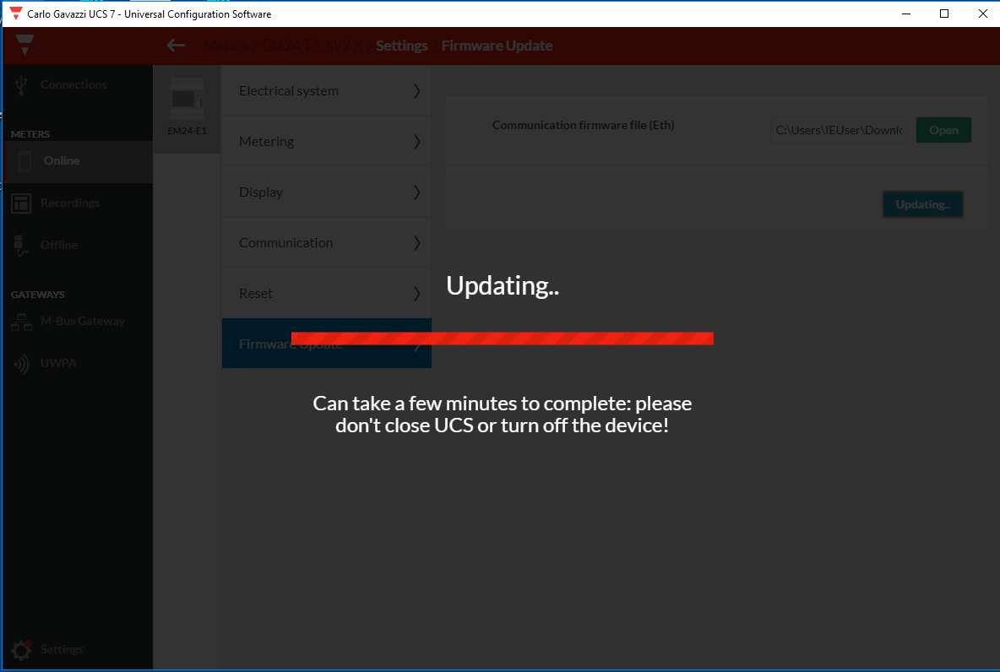 Carlo Gavazzi UCS 7 - Universal Configuration Software
Meters / EM24-E1 AV2-X / Settings / Firmware Update
Connections
METERS
Online
Recordings
Offline
GATEWAYS
M-Bus Gateway
UWPA
Settings
EM24-E1
Electrical system
Metering
Display
Communication
Reset
Firmware Update
Communication firmware file (Eth)
C:\Users\IEUser\Downlo
Open
Updating..
Updating..
Can take a few minutes to complete: please
don't close UCS or turn off the device!